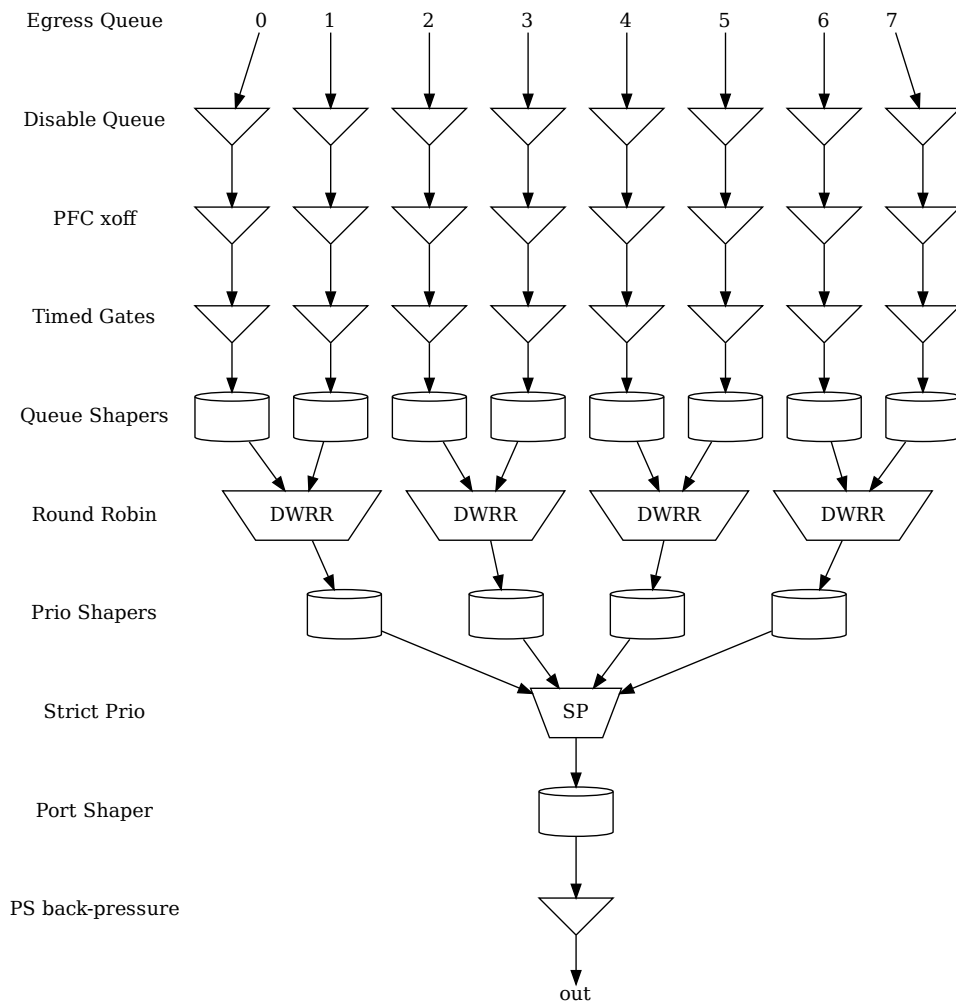 Egress Queue 0 1 2 3 4 5 6 7
Disable Queue
PFC xoff
Timed Gates
Queue Shapers
Round Robin DWRR DWRR DWRR DWRR
Prio Shapers
Strict Prio SP
Port Shaper
PS back-pressure
out